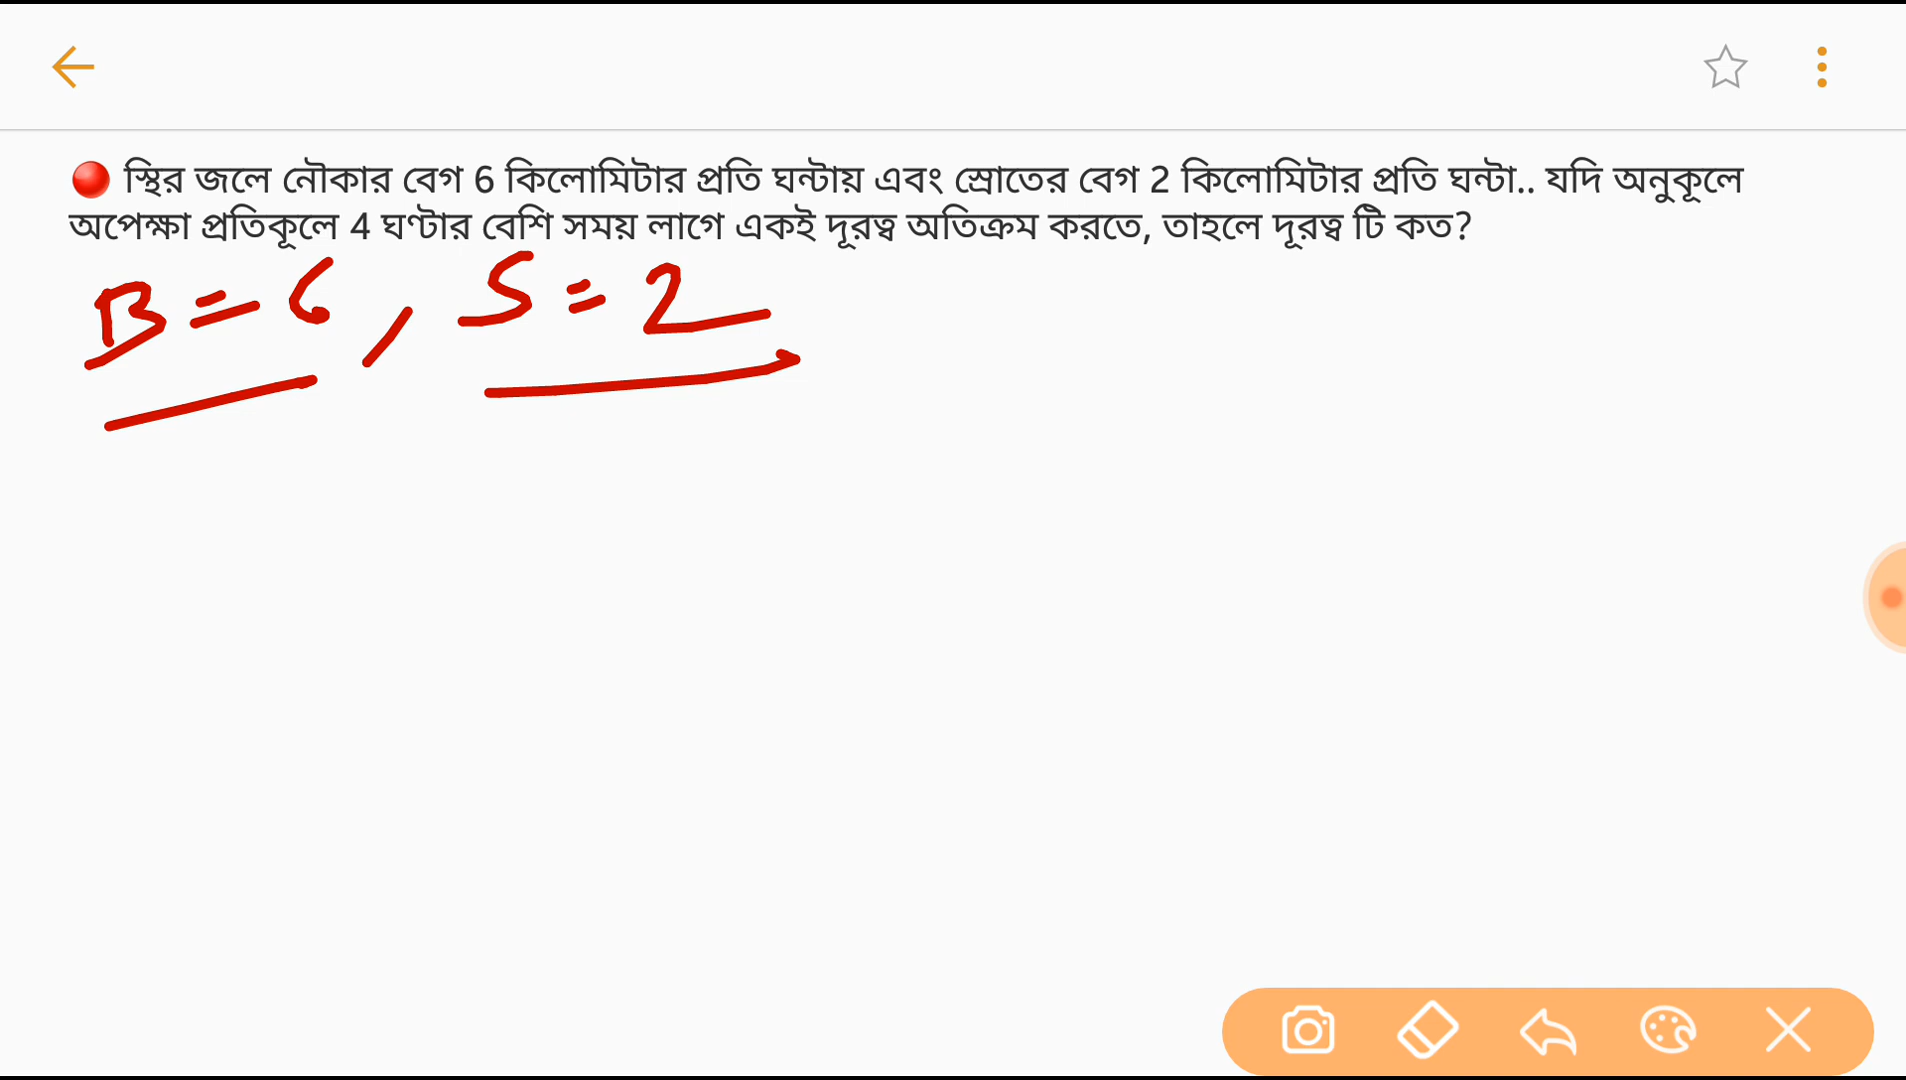 স্থির জলে নৌকার বেগ 6 কিলোমিটার প্রতি ঘন্টায় এবং স্রোতের বেগ 2 কিলোমিটার প্রতি ঘন্টা.. যদি অনুকূলে
অপেক্ষা প্রতিকূলে 4 ঘণ্টার বেশি সময় লাগে একই দূরত্ব অতিক্রম করতে, তাহলে দূরত্ব টি কত?
B = 6 , S = 2